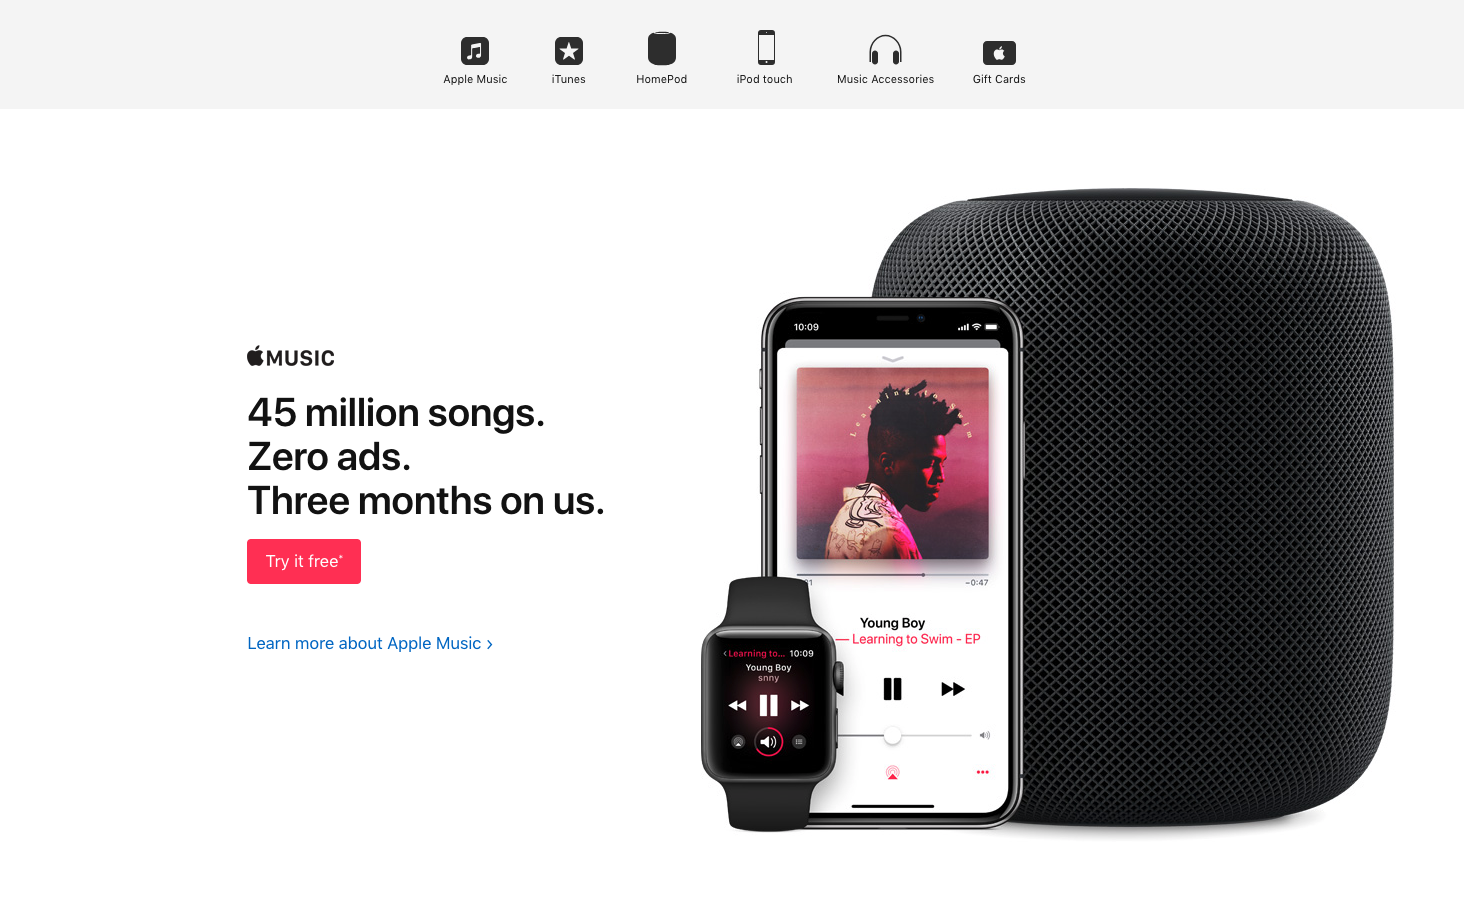 Apple Music
iTunes
HomePod
iPod touch
Music Accessories
Gift Cards
MUSIC
45 million songs.
Zero ads.
Three months on us.
Try it free*
Learn more about Apple Music ›
10:09
Learning to Swim
-0:47
Young Boy
— Learning to Swim - EP
‹ Learning to... 10:09
Young Boy
snny